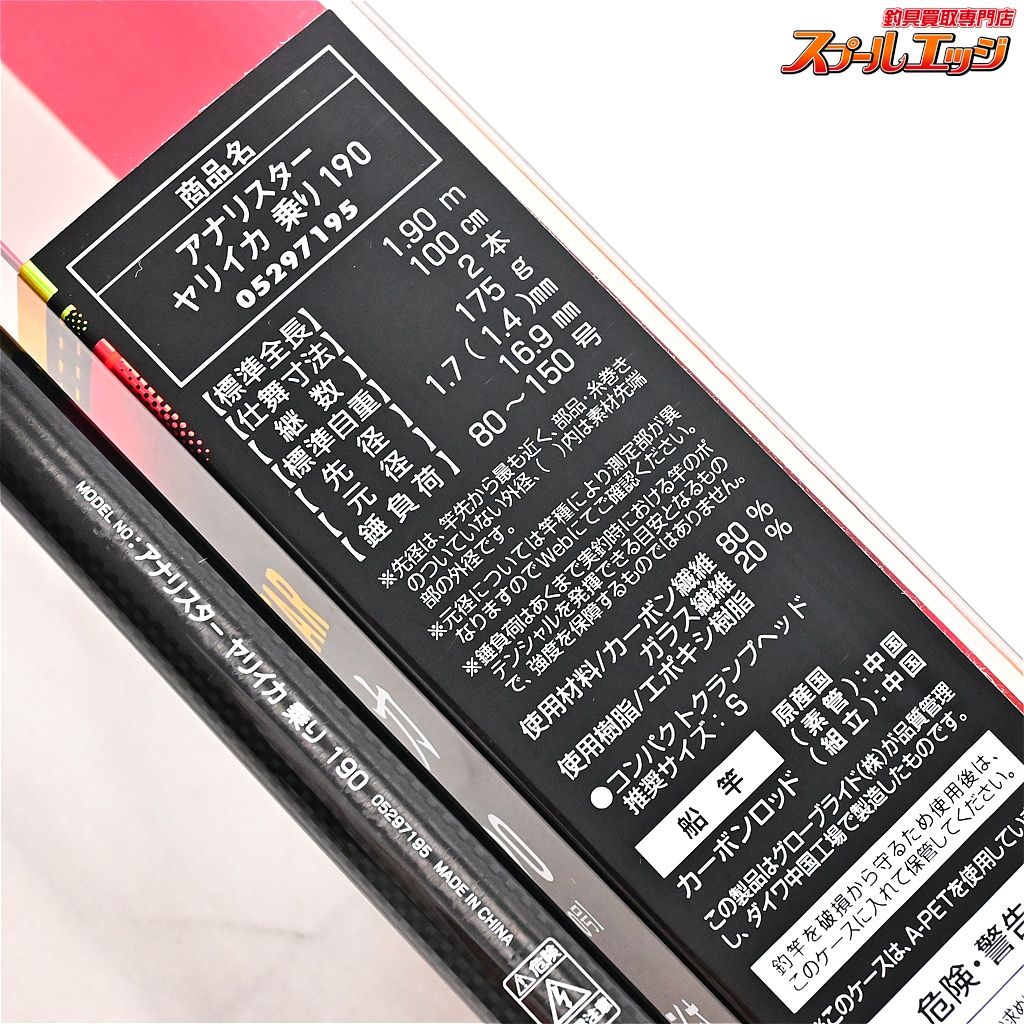 釣具買取専門店
スプールエッジ
商品名
アナリスター
ヤリイカ 乗り 190
05297195
【標準全長】 1.90 m
【仕舞寸法】 100 cm
【継数】 2 本
【標準自重】 175 g
【先径】 1.7 ( 1.4 )mm
【元径】 16.9 mm
【錘負荷】 80～150 号
※先径は、竿先から最も近く、部品・糸巻き
のついていない外径、( )内は素材先端
部の外径です。
※元径については竿種により測定部が異
なりますのでWebにてご確認ください。
※錘負荷はあくまで実釣時における竿のポ
テンシャルを発揮できる目安となるもの
で、強度を保障するものではありません。
使用材料/カーボン繊維 80 %
ガラス繊維 20 %
使用樹脂/エポキシ樹脂
●コンパクトクランプヘッド
推奨サイズ：S
原産国
(素管)：中国
(組立)：中国
船竿
カーボンロッド
この製品はグローブライド(株)が品質管理
し、ダイワ中国工場で製造したものです。
釣竿を破損から守るため使用後は、
このケースに入れて保管してください。
※このケースは、A-PETを使用してい
危険・警告
MODEL NO：アナリスター ヤリイカ 乗り 190 05297195 MADE IN CHINA
危険
注意
AR
カ
0